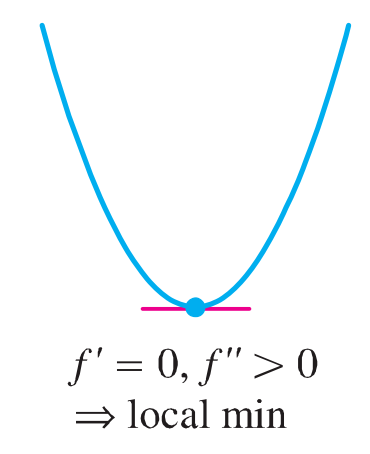 f′ = 0, f″ > 0
⇒ local min